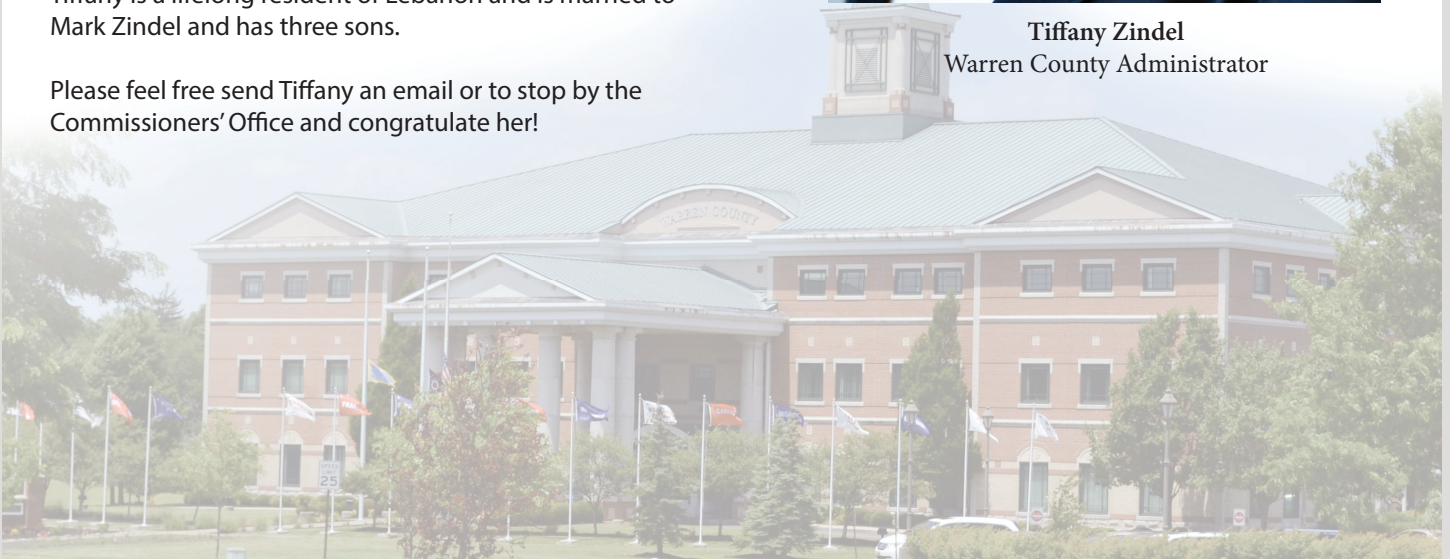 Tiffany is a lifelong resident of Lebanon and is married to
Mark Zindel and has three sons.
Please feel free send Tiffany an email or to stop by the
Commissioners' Office and congratulate her!
Tiffany Zindel
Warren County Administrator
WARREN COUNTY
SPEED
LIMIT
25